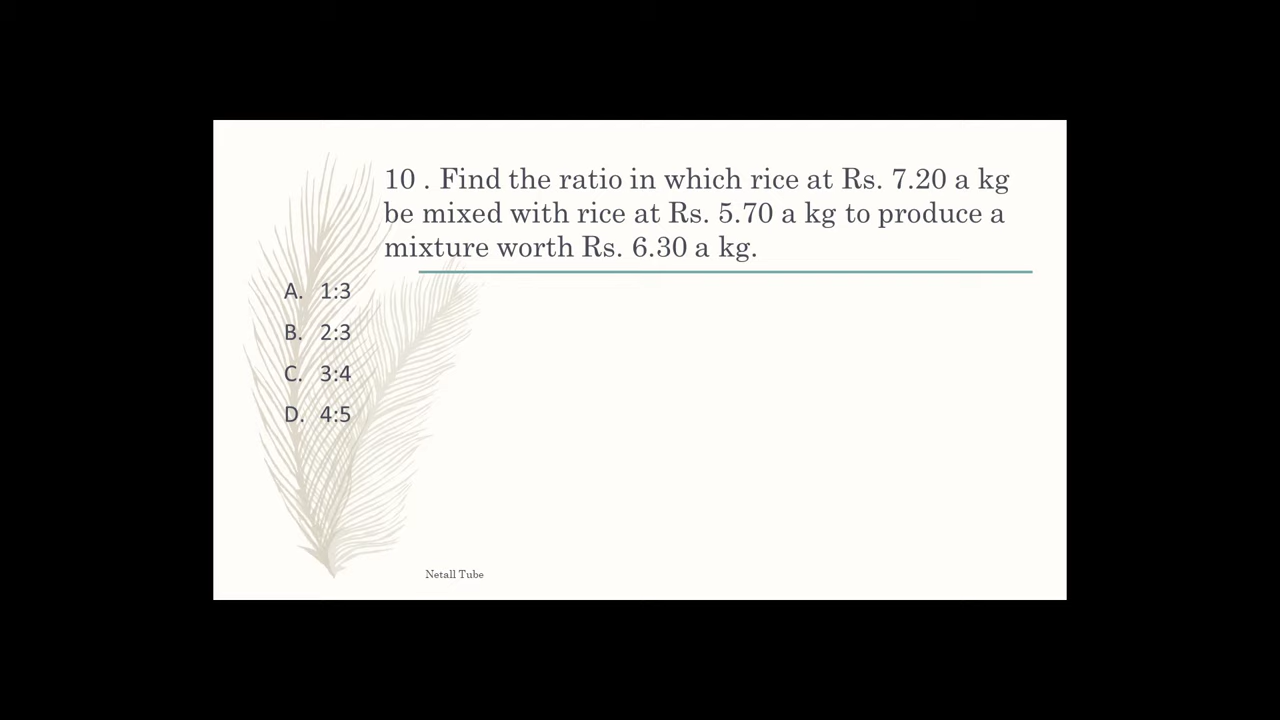 10 . Find the ratio in which rice at Rs. 7.20 a kg
be mixed with rice at Rs. 5.70 a kg to produce a
mixture worth Rs. 6.30 a kg.
A. 1:3
B. 2:3
C. 3:4
D. 4:5
Netall Tube